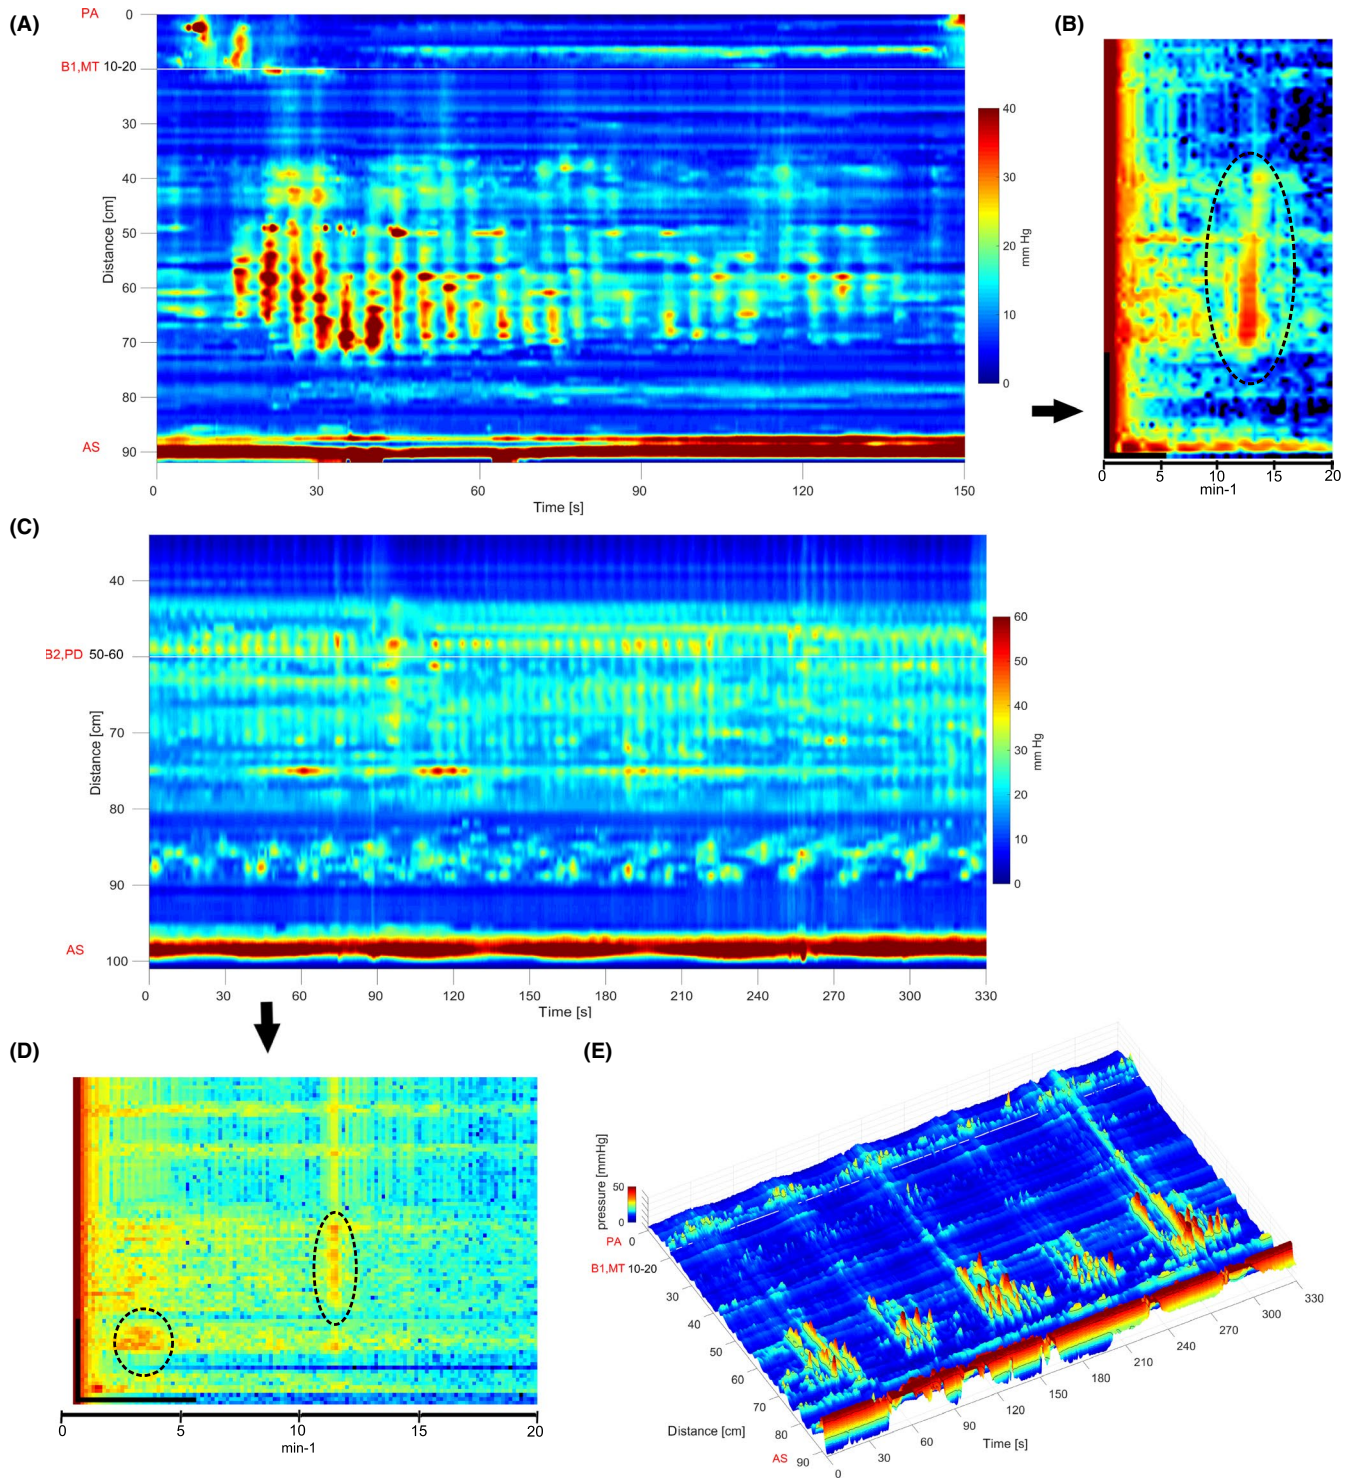 (A)
PA
0
B1,MT 10-20
30
40
50
60
70
80
AS
90
Distance [cm]
0 30 60 90 120 150
Time [s]
40
30
20
10
0
mm Hg
(B)
0 5 10 15 20
min-1
(C)
40
B2,PD 50-60
70
80
90
AS
100
Distance [cm]
0 30 60 90 120 150 180 210 240 270 300 330
Time [s]
60
50
40
30
20
10
0
mm Hg
(D)
0 5 10 15 20
min-1
(E)
pressure [mmHg]
50
0
PA 0
B1,MT 10-20
30
40
50
60
70
80
AS 90
Distance [cm]
0 30 60 90 120 150 180 210 240 270 300 330
Time [s]